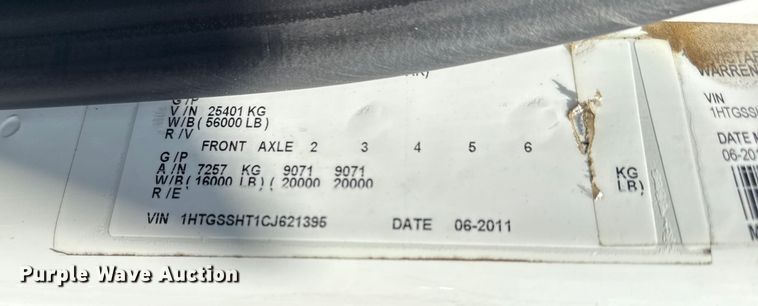 G/P
V/N 25401 KG
W/B( 56000 LB)
R/V
FRONT AXLE 2 3 4 5 6
G/P
A/N 7257 KG 9071 9071 KG
W/B(16000 LB) ( 20000 20000 LB)
R/E
VIN 1HTGSSHT1CJ621395 DATE 06-2011
WARREN
VIN
DATE
Purple Wave Auction